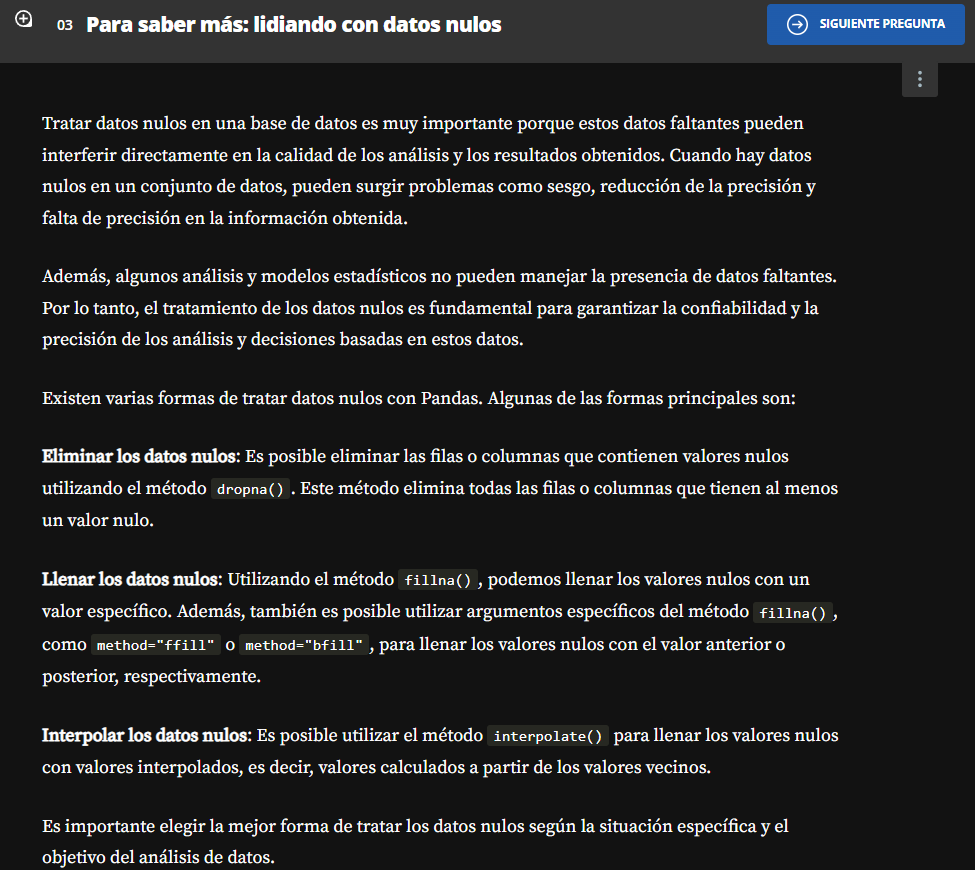 03 Para saber más: lidiando con datos nulos
SIGUIENTE PREGUNTA
Tratar datos nulos en una base de datos es muy importante porque estos datos faltantes pueden
interferir directamente en la calidad de los análisis y los resultados obtenidos. Cuando hay datos
nulos en un conjunto de datos, pueden surgir problemas como sesgo, reducción de la precisión y
falta de precisión en la información obtenida.
Además, algunos análisis y modelos estadísticos no pueden manejar la presencia de datos faltantes.
Por lo tanto, el tratamiento de los datos nulos es fundamental para garantizar la confiabilidad y la
precisión de los análisis y decisiones basadas en estos datos.
Existen varias formas de tratar datos nulos con Pandas. Algunas de las formas principales son:
Eliminar los datos nulos: Es posible eliminar las filas o columnas que contienen valores nulos
utilizando el método dropna(). Este método elimina todas las filas o columnas que tienen al menos
un valor nulo.
Llenar los datos nulos: Utilizando el método fillna(), podemos llenar los valores nulos con un
valor específico. Además, también es posible utilizar argumentos específicos del método fillna(),
como method="ffill" o method="bfill", para llenar los valores nulos con el valor anterior o
posterior, respectivamente.
Interpolar los datos nulos: Es posible utilizar el método interpolate() para llenar los valores nulos
con valores interpolados, es decir, valores calculados a partir de los valores vecinos.
Es importante elegir la mejor forma de tratar los datos nulos según la situación específica y el
objetivo del análisis de datos.